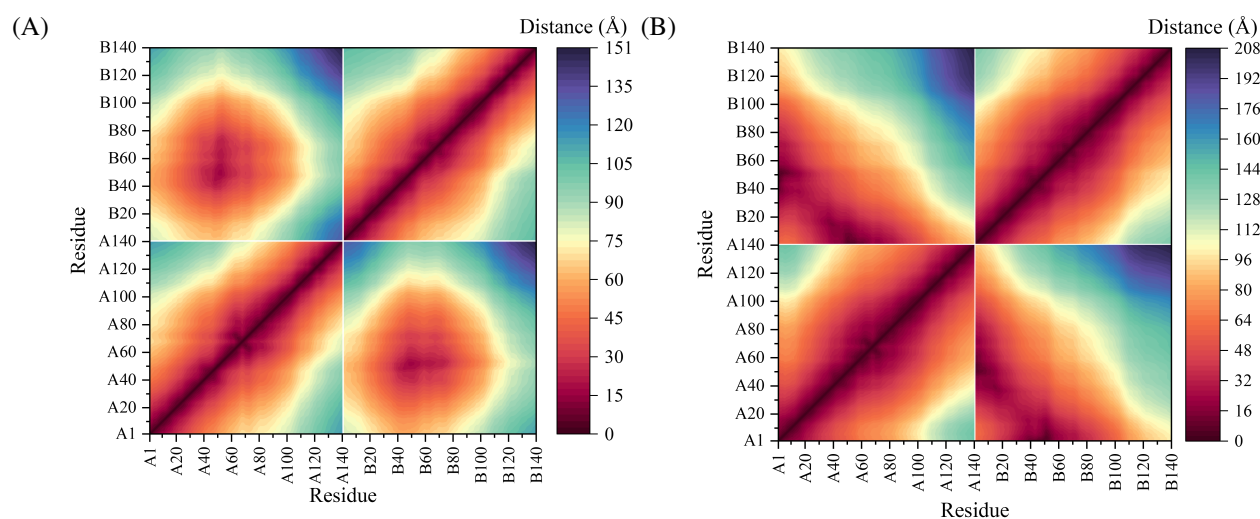 (A)
Distance (Å)
B140
B120
B100
B80
B60
B40
B20
A140
A120
A100
A80
A60
A40
A20
A1
Residue
A1
A20
A40
A60
A80
A100
A120
A140
B20
B40
B60
B80
B100
B120
B140
Residue
151
135
120
105
90
75
60
45
30
15
0
(B)
Distance (Å)
B140
B120
B100
B80
B60
B40
B20
A140
A120
A100
A80
A60
A40
A20
A1
Residue
A1
A20
A40
A60
A80
A100
A120
A140
B20
B40
B60
B80
B100
B120
B140
Residue
208
192
176
160
144
128
112
96
80
64
48
32
16
0